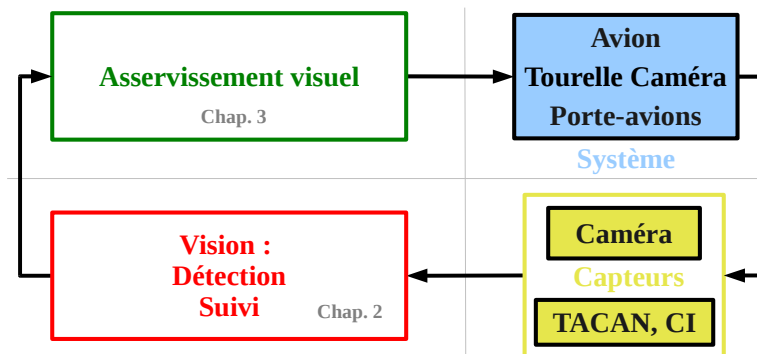 Asservissement visuel
Chap. 3
Avion
Tourelle Caméra
Porte-avions
Système
Vision :
Détection
Suivi
Chap. 2
Caméra
Capteurs
TACAN, CI